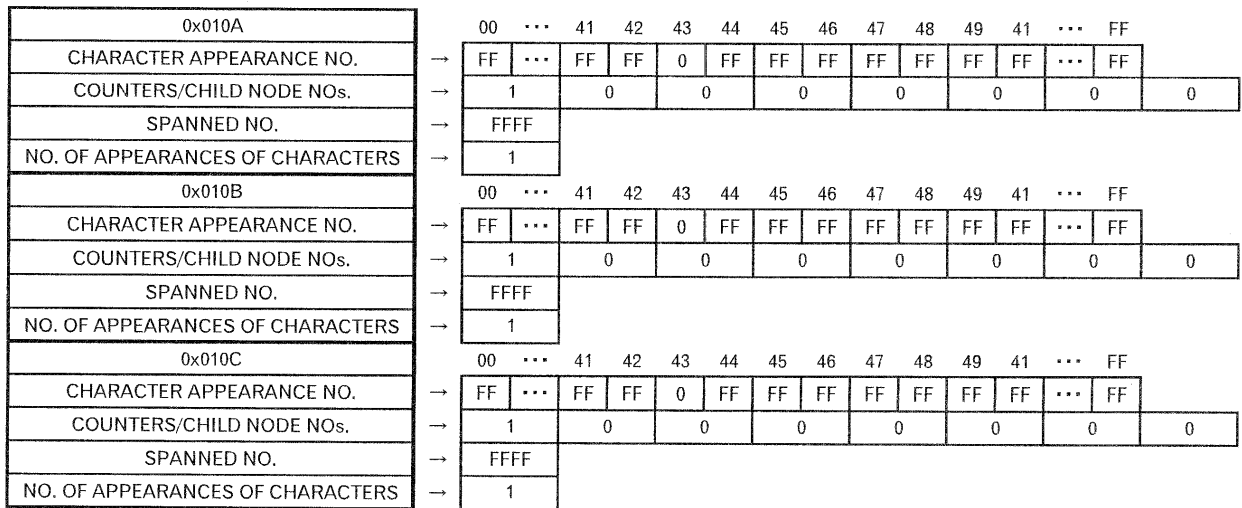 0x010A 00 ··· 41 42 43 44 45 46 47 48 49 41 ··· FF
CHARACTER APPEARANCE NO. → FF ··· FF FF 0 FF FF FF FF FF FF FF ··· FF
COUNTERS/CHILD NODE NOs. → 1 0 0 0 0 0 0 0
SPANNED NO. → FFFF
NO. OF APPEARANCES OF CHARACTERS → 1
0x010B 00 ··· 41 42 43 44 45 46 47 48 49 41 ··· FF
CHARACTER APPEARANCE NO. → FF ··· FF FF 0 FF FF FF FF FF FF FF ··· FF
COUNTERS/CHILD NODE NOs. → 1 0 0 0 0 0 0 0
SPANNED NO. → FFFF
NO. OF APPEARANCES OF CHARACTERS → 1
0x010C 00 ··· 41 42 43 44 45 46 47 48 49 41 ··· FF
CHARACTER APPEARANCE NO. → FF ··· FF FF 0 FF FF FF FF FF FF FF ··· FF
COUNTERS/CHILD NODE NOs. → 1 0 0 0 0 0 0 0
SPANNED NO. → FFFF
NO. OF APPEARANCES OF CHARACTERS → 1